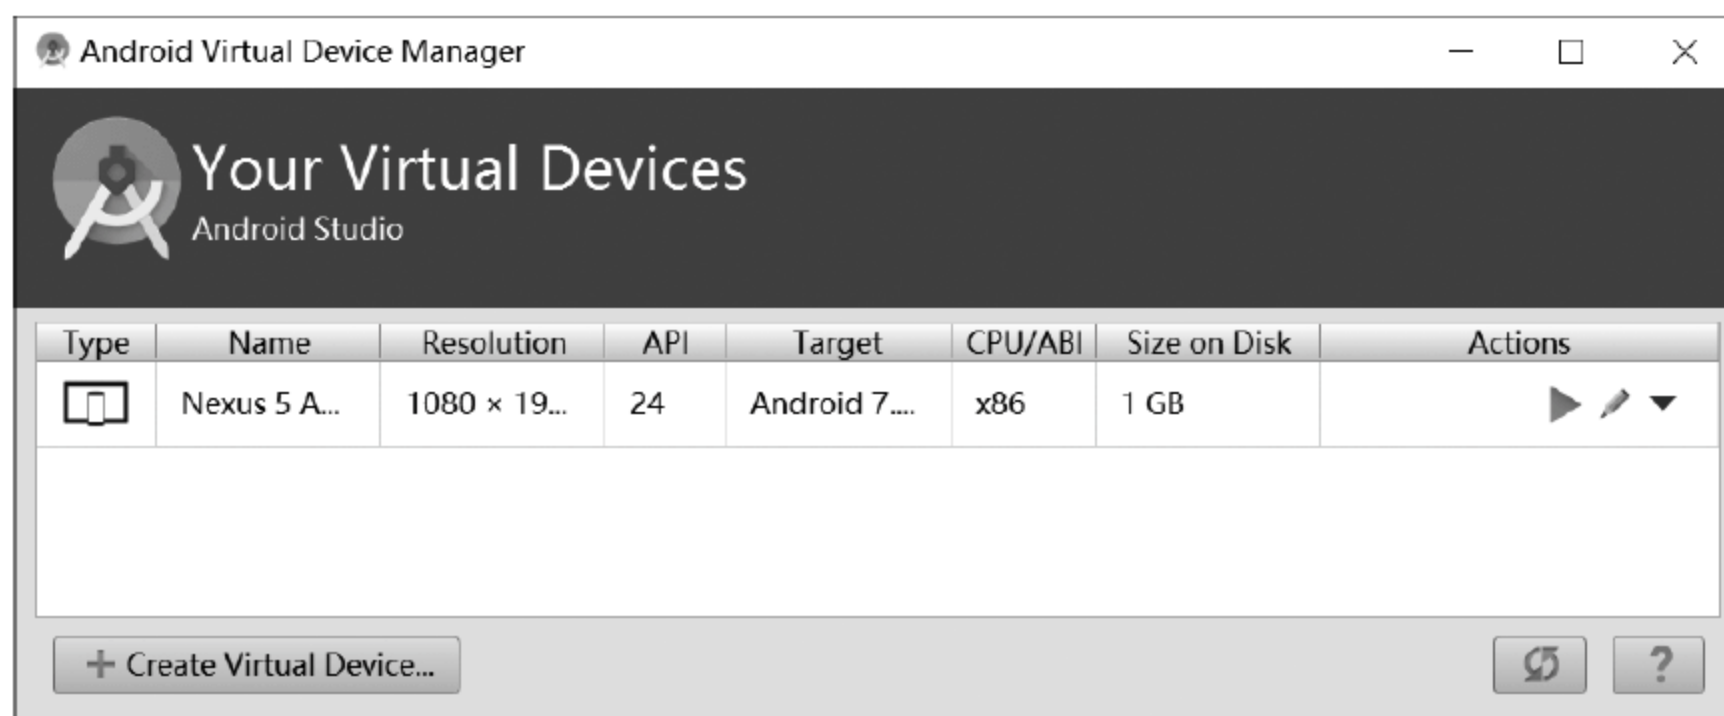 Android Virtual Device Manager
Your Virtual Devices
Android Studio
Type Name Resolution API Target CPU/ABI Size on Disk Actions
Nexus 5 A... 1080 × 19... 24 Android 7.... x86 1 GB
+ Create Virtual Device... ?